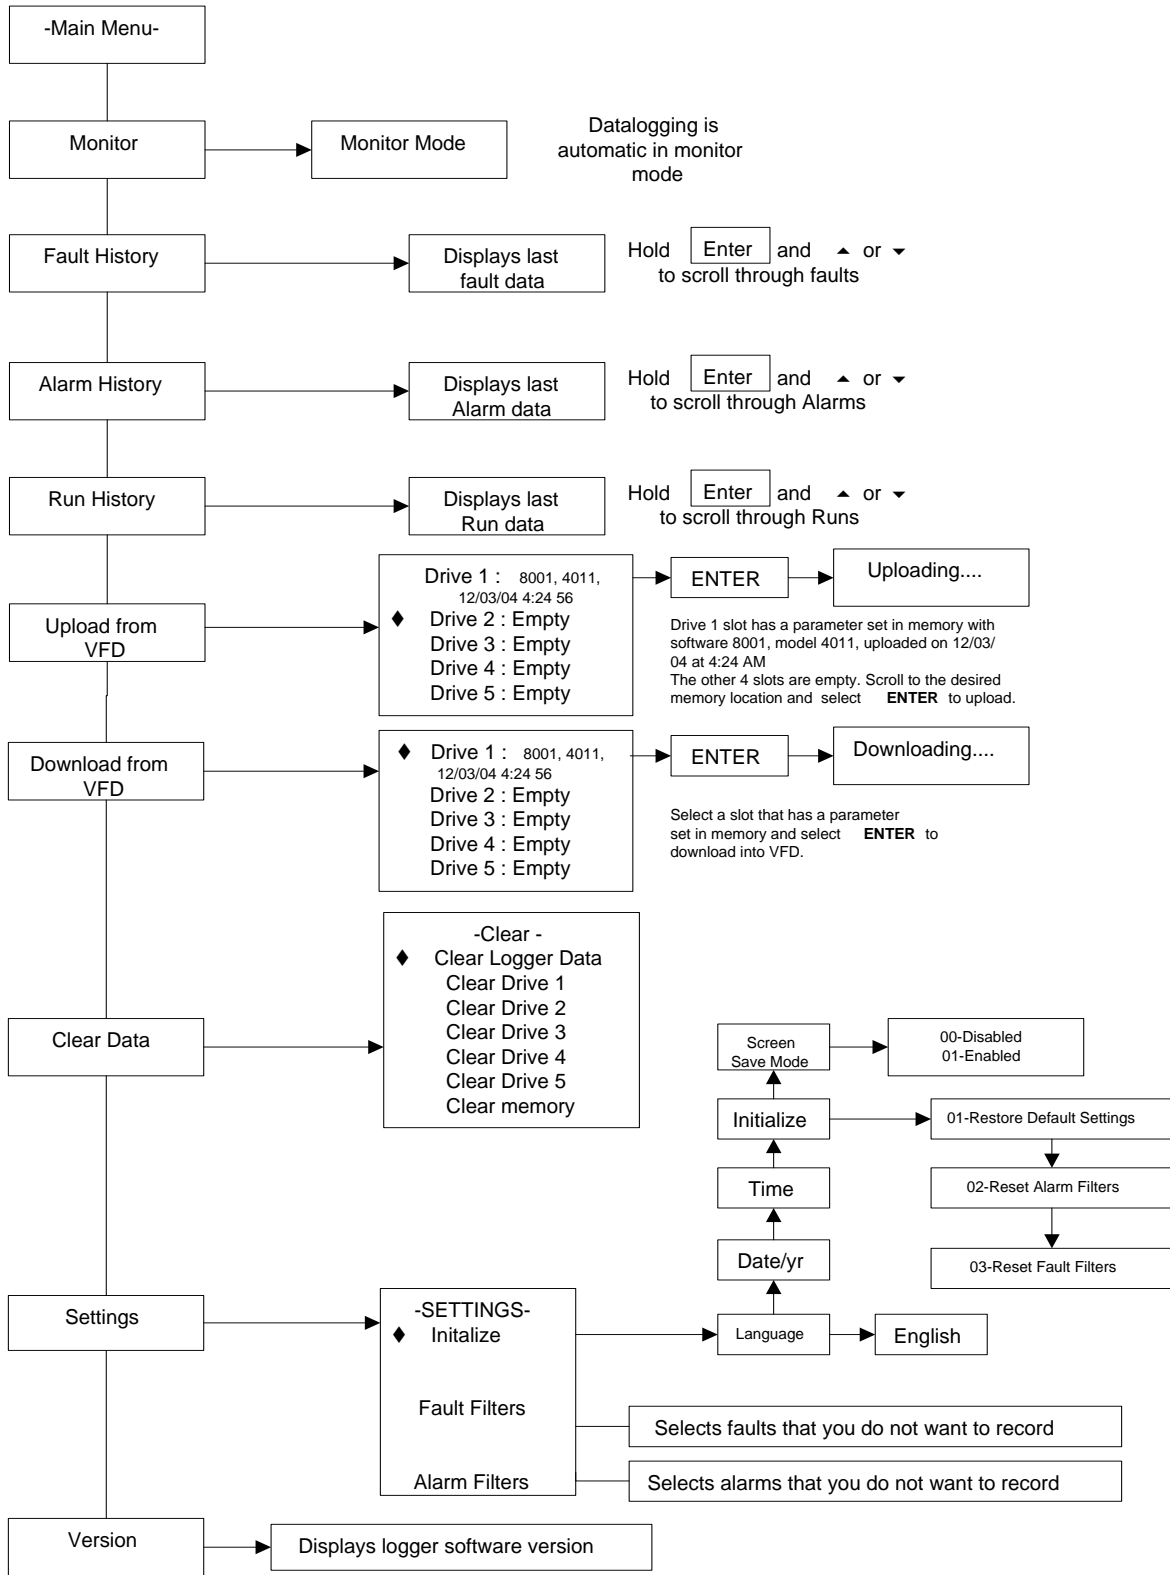 -Main Menu-
Monitor
Monitor Mode
Datalogging is
automatic in monitor
mode
Fault History
Displays last
fault data
Hold Enter and ▲ or ▼
to scroll through faults
Alarm History
Displays last
Alarm data
Hold Enter and ▲ or ▼
to scroll through Alarms
Run History
Displays last
Run data
Hold Enter and ▲ or ▼
to scroll through Runs
Upload from
VFD
Drive 1 : 8001, 4011,
12/03/04 4:24 56
♦ Drive 2 : Empty
Drive 3 : Empty
Drive 4 : Empty
Drive 5 : Empty
ENTER
Uploading....
Drive 1 slot has a parameter set in memory with
software 8001, model 4011, uploaded on 12/03/
04 at 4:24 AM
The other 4 slots are empty. Scroll to the desired
memory location and select ENTER to upload.
Download from
VFD
♦ Drive 1 : 8001, 4011,
12/03/04 4:24 56
Drive 2 : Empty
Drive 3 : Empty
Drive 4 : Empty
Drive 5 : Empty
ENTER
Downloading....
Select a slot that has a parameter
set in memory and select ENTER to
download into VFD.
Clear Data
-Clear -
♦ Clear Logger Data
Clear Drive 1
Clear Drive 2
Clear Drive 3
Clear Drive 4
Clear Drive 5
Clear memory
Screen
Save Mode
00-Disabled
01-Enabled
Initialize
01-Restore Default Settings
Time
02-Reset Alarm Filters
Date/yr
03-Reset Fault Filters
Settings
-SETTINGS-
♦ Initalize
Language
English
Fault Filters
Selects faults that you do not want to record
Alarm Filters
Selects alarms that you do not want to record
Version
Displays logger software version